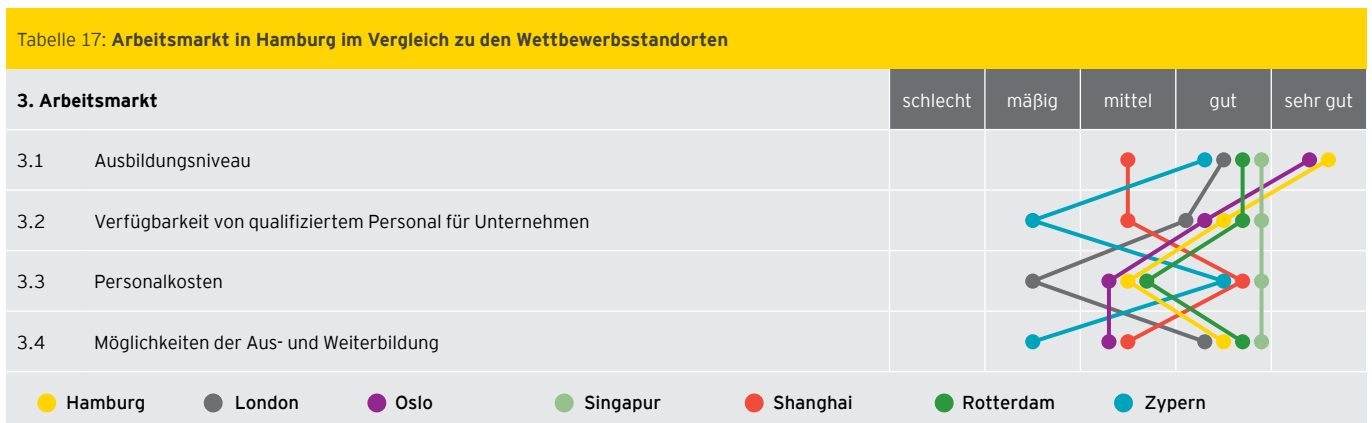 Tabelle 17: Arbeitsmarkt in Hamburg im Vergleich zu den Wettbewerbsstandorten
3. Arbeitsmarkt schlecht mäßig mittel gut sehr gut
3.1 Ausbildungsniveau
3.2 Verfügbarkeit von qualifiziertem Personal für Unternehmen
3.3 Personalkosten
3.4 Möglichkeiten der Aus- und Weiterbildung
Hamburg London Oslo Singapur Shanghai Rotterdam Zypern